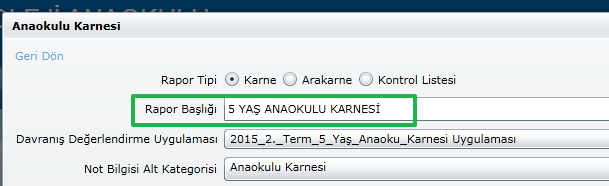 Anaokulu Karnesi
Geri Dön
Rapor Tipi Karne Arakarne Kontrol Listesi
Rapor Başlığı 5 YAŞ ANAOKULU KARNESİ
Davranış Değerlendirme Uygulaması 2015_2._Term_5_Yaş_Anaoku_Karnesi Uygulaması
Not Bilgisi Alt Kategorisi Anaokulu Karnesi